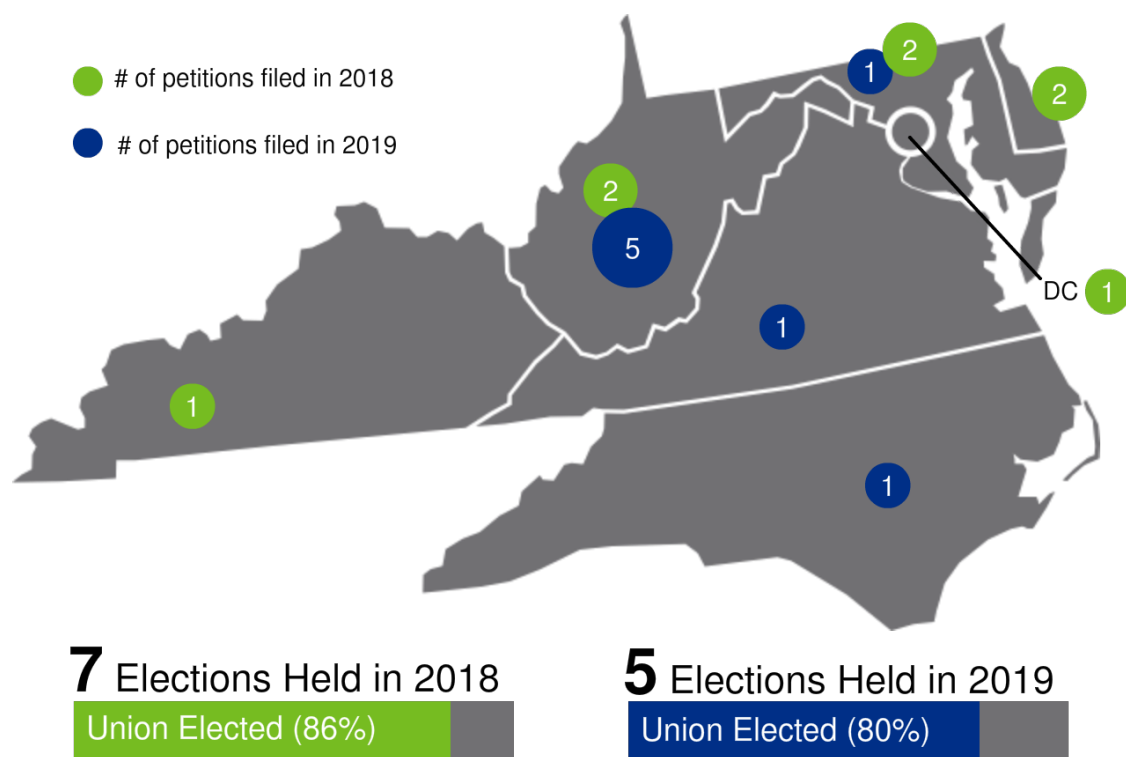 # of petitions filed in 2018
# of petitions filed in 2019
2
1
2
2
5
DC 1
1
1
1
7 Elections Held in 2018
Union Elected (86%)
5 Elections Held in 2019
Union Elected (80%)